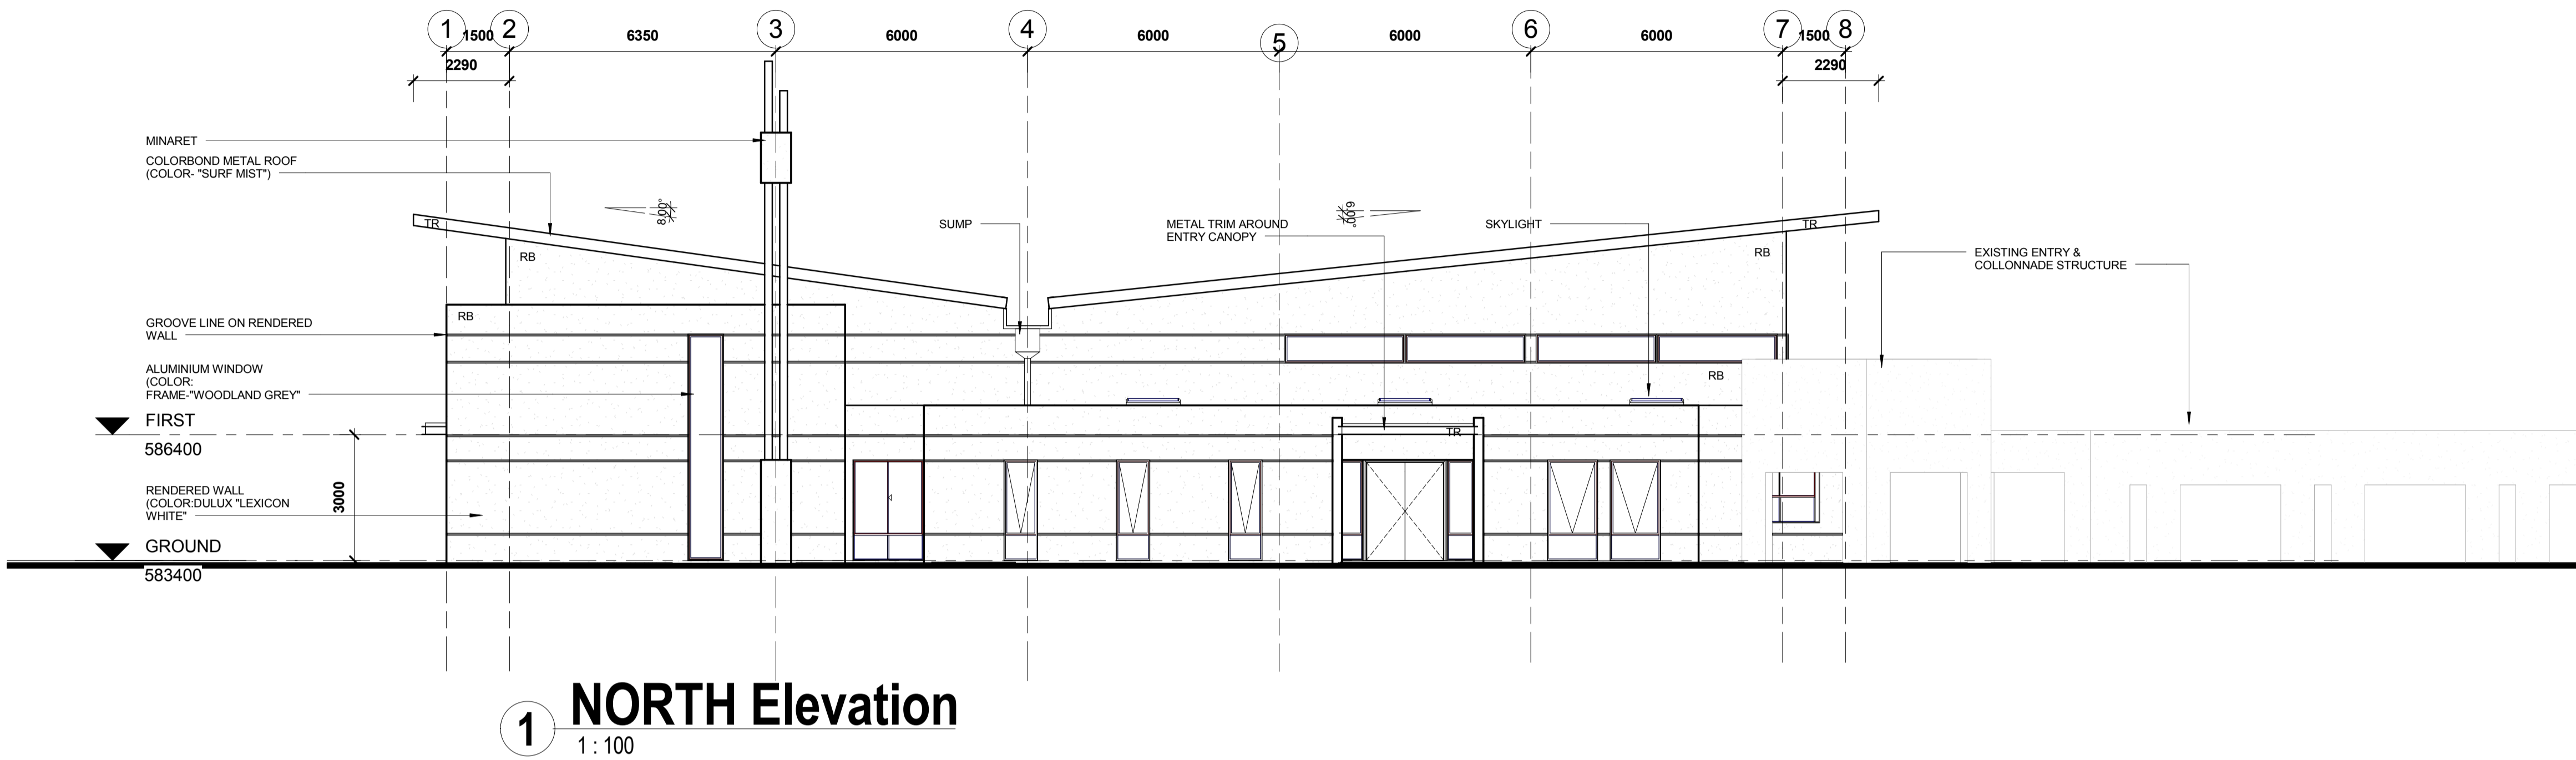 1 1500 2 6350 3 6000 4 6000 5 6000 6 6000 7 1500 8
2290 2290
MINARET
COLORBOND METAL ROOF
(COLOR- "SURF MIST")
8.00°
6.00°
TR
TR
SUMP
METAL TRIM AROUND
ENTRY CANOPY
SKYLIGHT
RB
RB
EXISTING ENTRY &
COLLONNADE STRUCTURE
RB
GROOVE LINE ON RENDERED
WALL
ALUMINIUM WINDOW
(COLOR:
FRAME-"WOODLAND GREY"
RB
FIRST
586400
TR
RENDERED WALL
(COLOR:DULUX "LEXICON
WHITE"
3000
GROUND
583400
1 NORTH Elevation
1 : 100